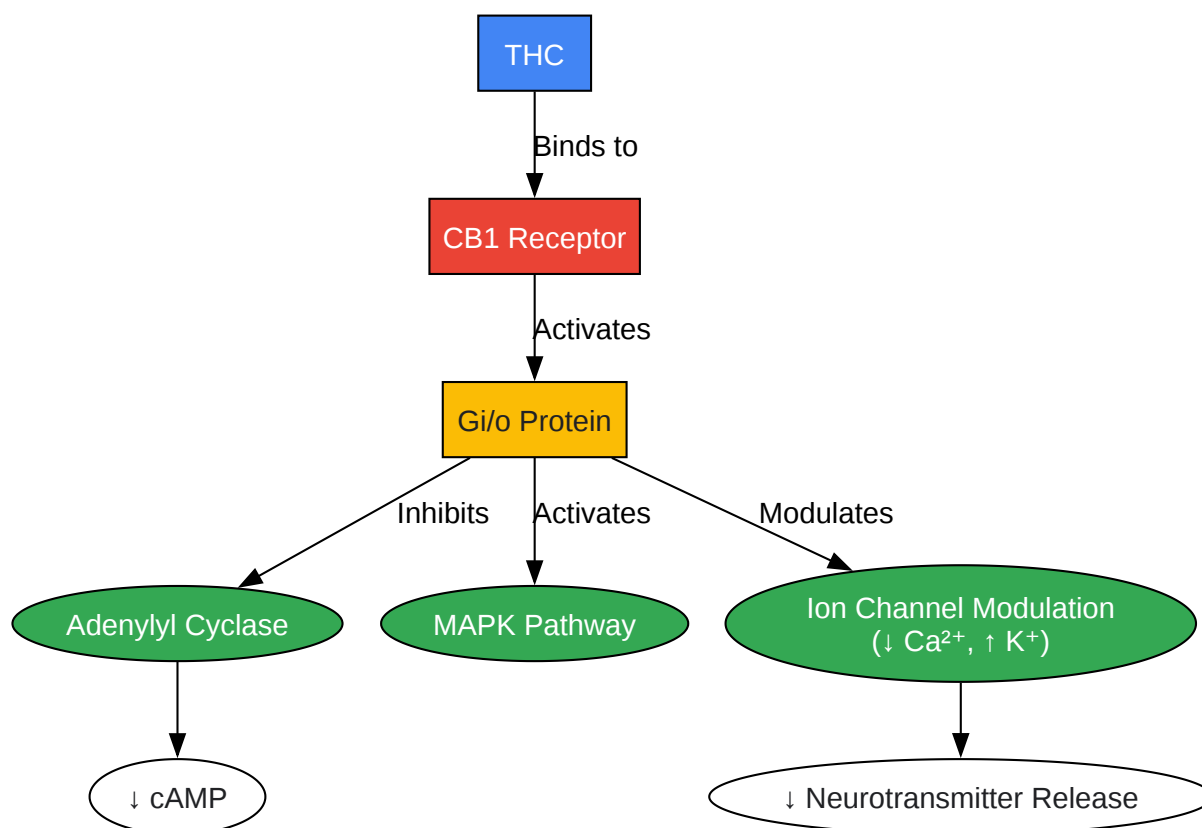 THC
Binds to
CB1 Receptor
Activates
Gi/o Protein
Inhibits
Activates
Modulates
Adenylyl Cyclase
MAPK Pathway
Ion Channel Modulation
(↓ Ca²⁺, ↑ K⁺)
↓ cAMP
↓ Neurotransmitter Release